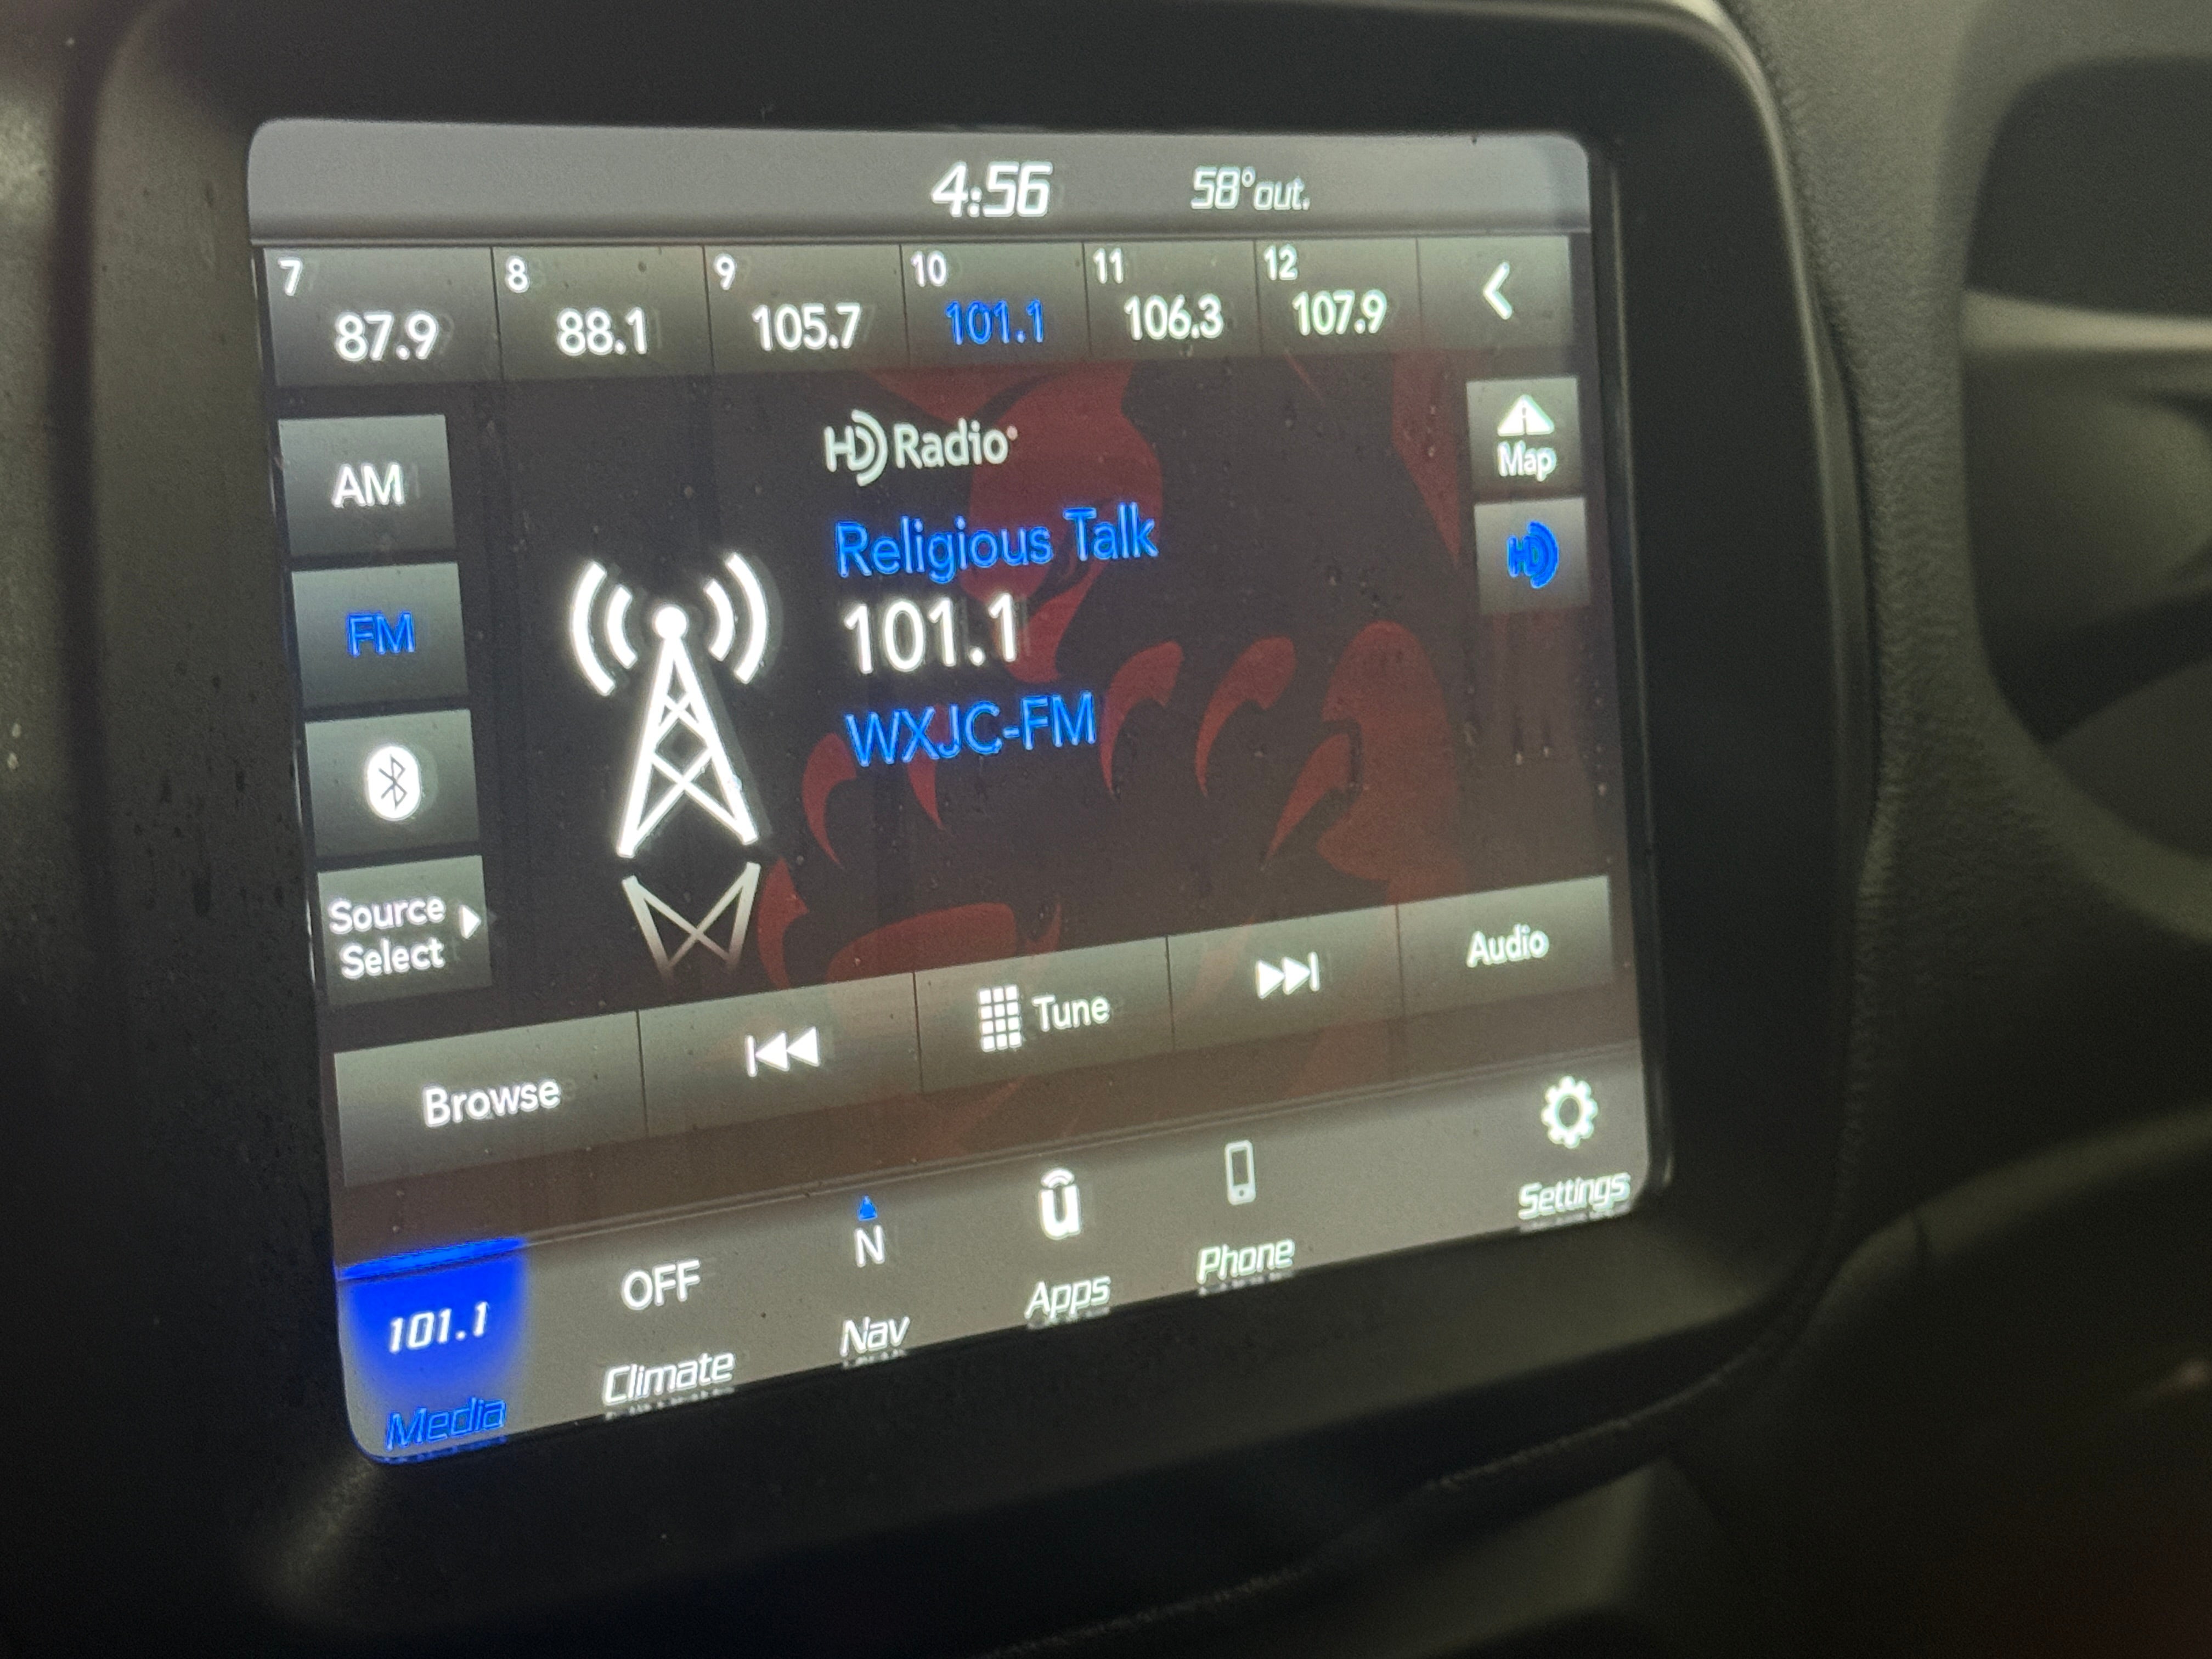 4:56 58°out.
7 8 9 10 11 12
87.9 88.1 105.7 101.1 106.3 107.9
HD Radio
Map
AM
Religious Talk
HD
FM
101.1
WXJC-FM
Source
Select
Audio
Tune
Browse
N
OFF
û
Settings
101.1
Phone
Apps
Nav
Climate
Media